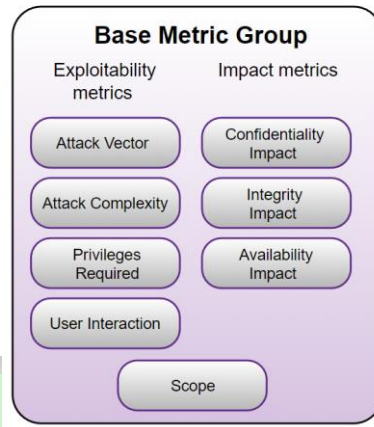 Base Metric Group
Exploitability
metrics
Impact metrics
Attack Vector
Attack Complexity
Privileges
Required
User Interaction
Confidentiality
Impact
Integrity
Impact
Availability
Impact
Scope